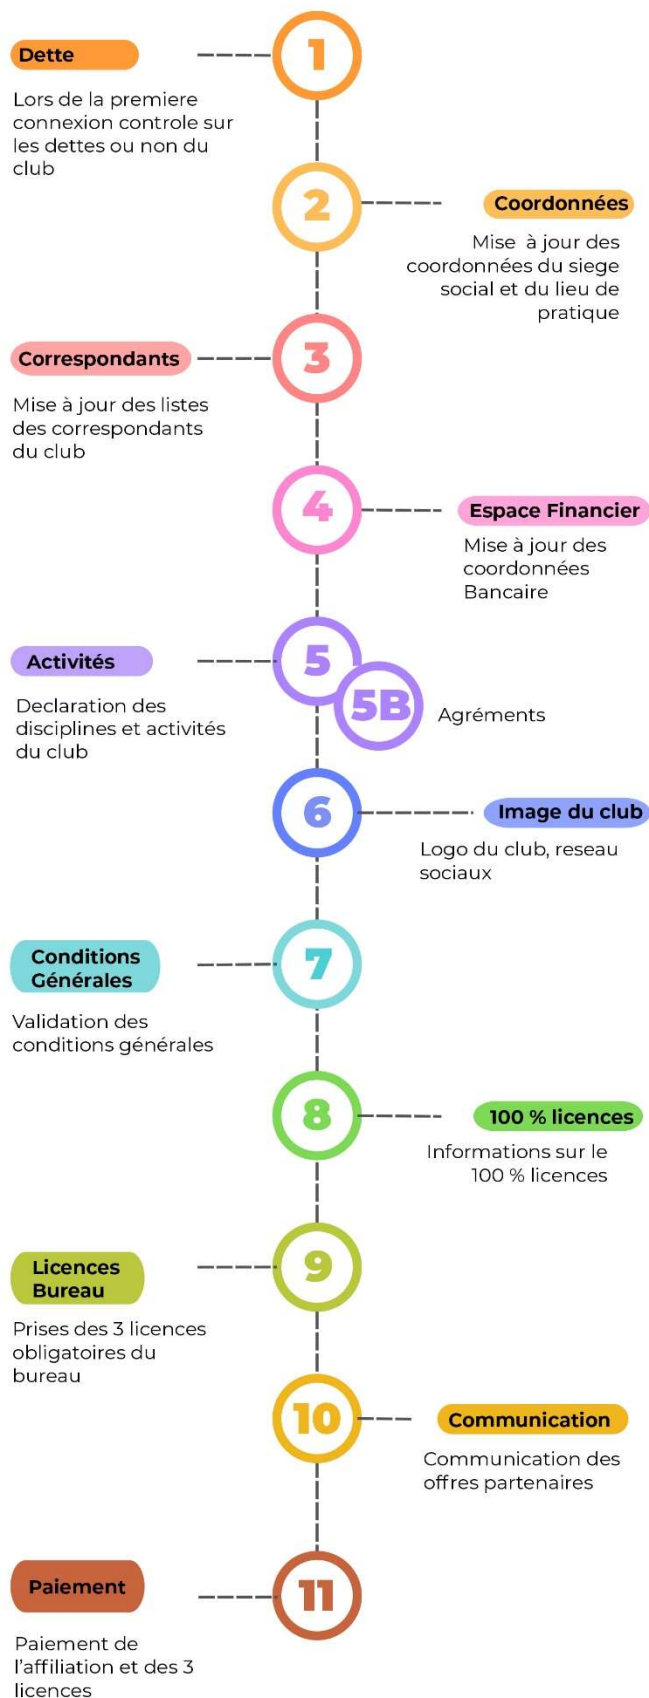 1
Dette
Lors de la premiere
connexion controle sur
les dettes ou non du
club
2
Coordonnées
Mise à jour des
coordonnées du siege
social et du lieu de
pratique
3
Correspondants
Mise à jour des listes
des correspondants
du club
4
Espace Financier
Mise à jour des
coordonnées
Bancaire
5
Activités
Declaration des
disciplines et activités
du club
5B
Agréments
6
Image du club
Logo du club, reseau
sociaux
7
Conditions
Générales
Validation des
conditions générales
8
100 % licences
Informations sur le
100 % licences
9
Licences
Bureau
Prises des 3 licences
obligatoires du
bureau
10
Communication
Communication des
offres partenaires
11
Paiement
Paiement de
l'affiliation et des 3
licences